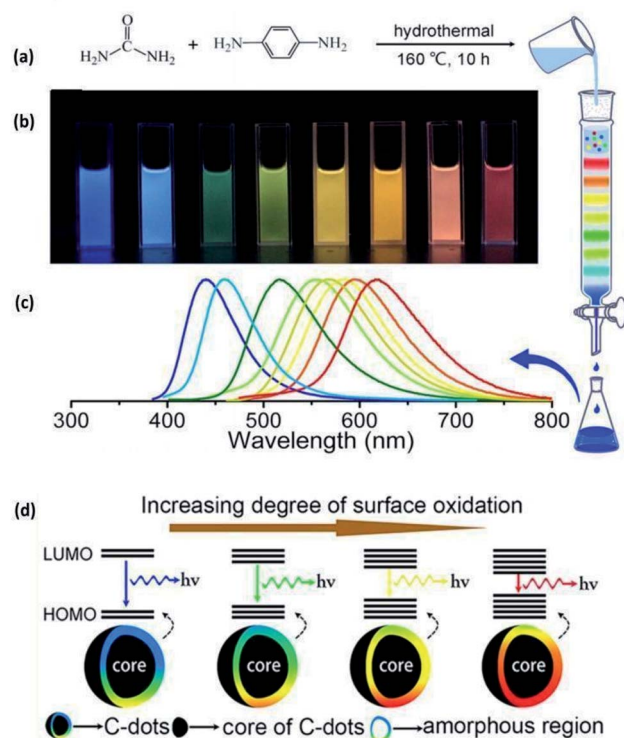 (a)
O
H₂N NH₂
+
H₂N
NH₂
hydrothermal
160 ℃, 10 h
(b)
(c)
300 400 500 600 700 800
Wavelength (nm)
(d)
Increasing degree of surface oxidation
LUMO
hν hν hν hν
HOMO
core core core core
C-dots core of C-dots amorphous region